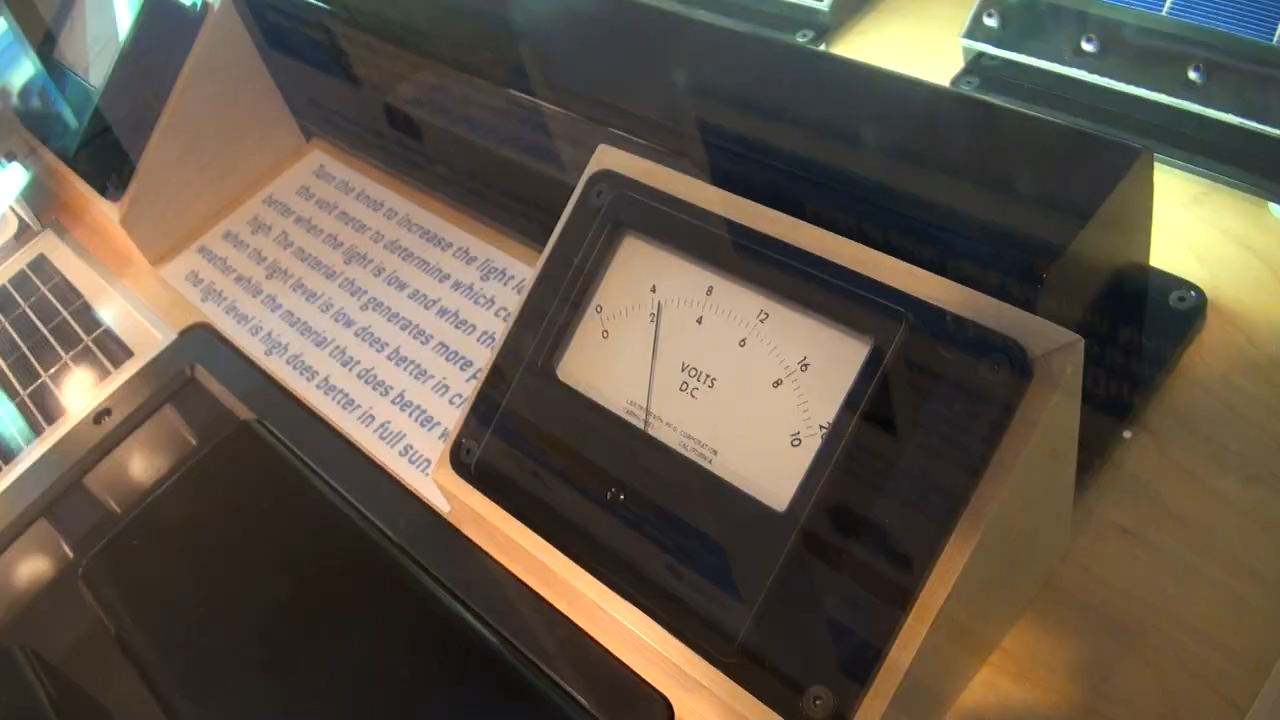 Turn the knob to increase the light
the volt meter to determine which
better when the light is low and when
high. The material that generates more
when the light level is low does better in
weather while the material that does better
the light level is high does better in full sun.
0 4 8 12 16
0 2 4 6 8 10
VOLTS
D.C.
CORPORATION
CALIFORNIA